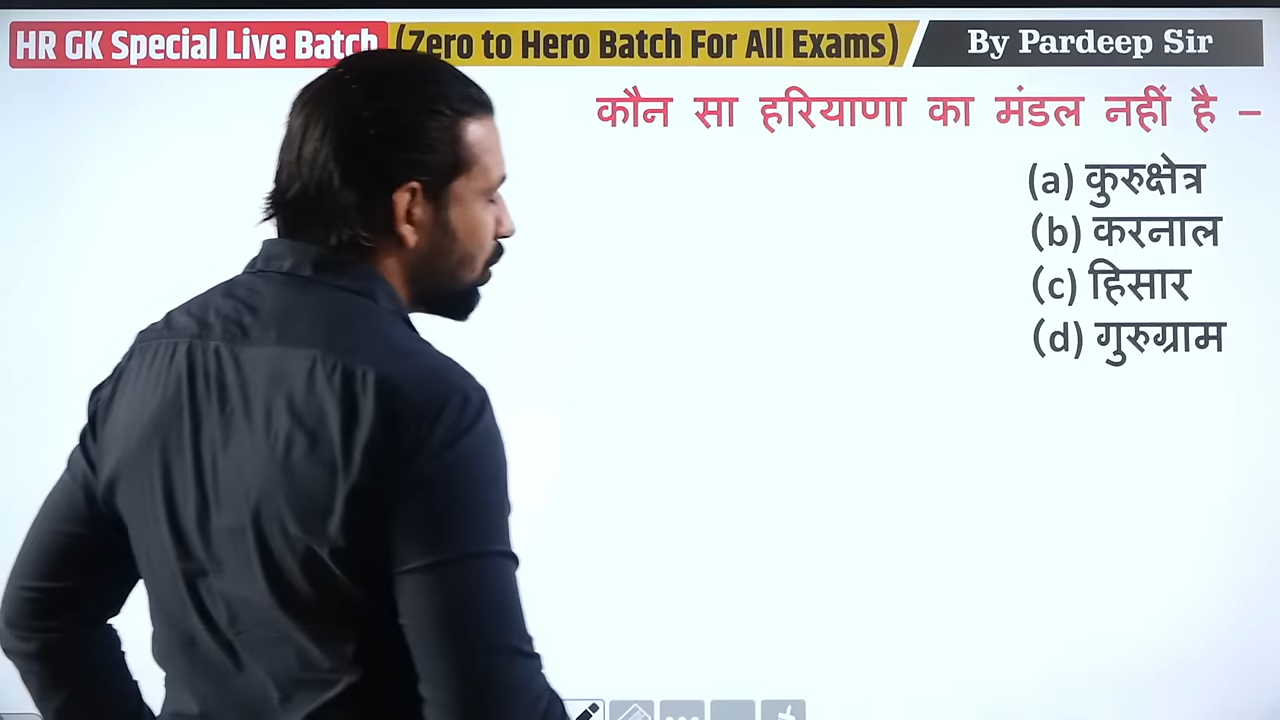 HR GK Special Live Batch (Zero to Hero Batch For All Exams) By Pardeep Sir
कौन सा हरियाणा का मंडल नहीं है –
(a) कुरुक्षेत्र
(b) करनाल
(c) हिसार
(d) गुरुग्राम